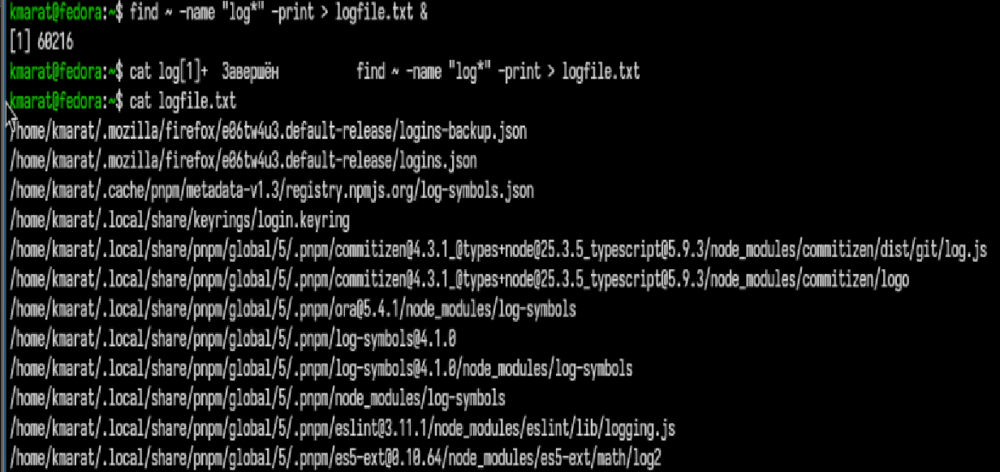 kmarat@fedora:~$ find ~ -name "log*" -print > logfile.txt &
[1] 60216
kmarat@fedora:~$ cat log[1]+  Завершён           find ~ -name "log*" -print > logfile.txt
kmarat@fedora:~$ cat logfile.txt
/home/kmarat/.mozilla/firefox/e06tw4u3.default-release/logins-backup.json
/home/kmarat/.mozilla/firefox/e06tw4u3.default-release/logins.json
/home/kmarat/.cache/pnpm/metadata-v1.3/registry.npmjs.org/log-symbols.json
/home/kmarat/.local/share/keyrings/login.keyring
/home/kmarat/.local/share/pnpm/global/5/.pnpm/commitizen@4.3.1_@types+node@25.3.5_typescript@5.9.3/node_modules/commitizen/dist/git/log.js
/home/kmarat/.local/share/pnpm/global/5/.pnpm/commitizen@4.3.1_@types+node@25.3.5_typescript@5.9.3/node_modules/commitizen/logo
/home/kmarat/.local/share/pnpm/global/5/.pnpm/ora@5.4.1/node_modules/log-symbols
/home/kmarat/.local/share/pnpm/global/5/.pnpm/log-symbols@4.1.0
/home/kmarat/.local/share/pnpm/global/5/.pnpm/log-symbols@4.1.0/node_modules/log-symbols
/home/kmarat/.local/share/pnpm/global/5/.pnpm/node_modules/log-symbols
/home/kmarat/.local/share/pnpm/global/5/.pnpm/eslint@3.11.1/node_modules/eslint/lib/logging.js
/home/kmarat/.local/share/pnpm/global/5/.pnpm/es5-ext@0.10.64/node_modules/es5-ext/math/log2